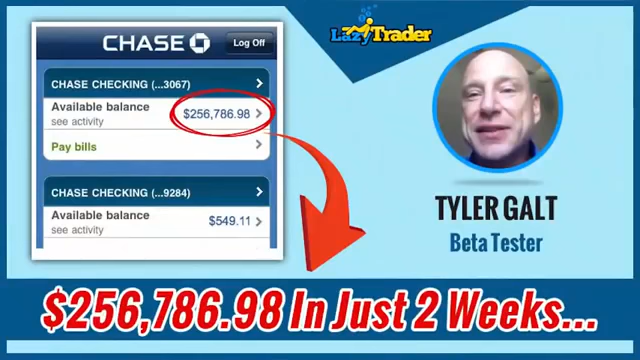 CHASE
Log Off
LazyTrader
CHASE CHECKING (...3067)
Available balance
$256,786.98
see activity
Pay bills
CHASE CHECKING (...9284)
Available balance
$549.11
see activity
TYLER GALT
Beta Tester
$256,786.98 In Just 2 Weeks...